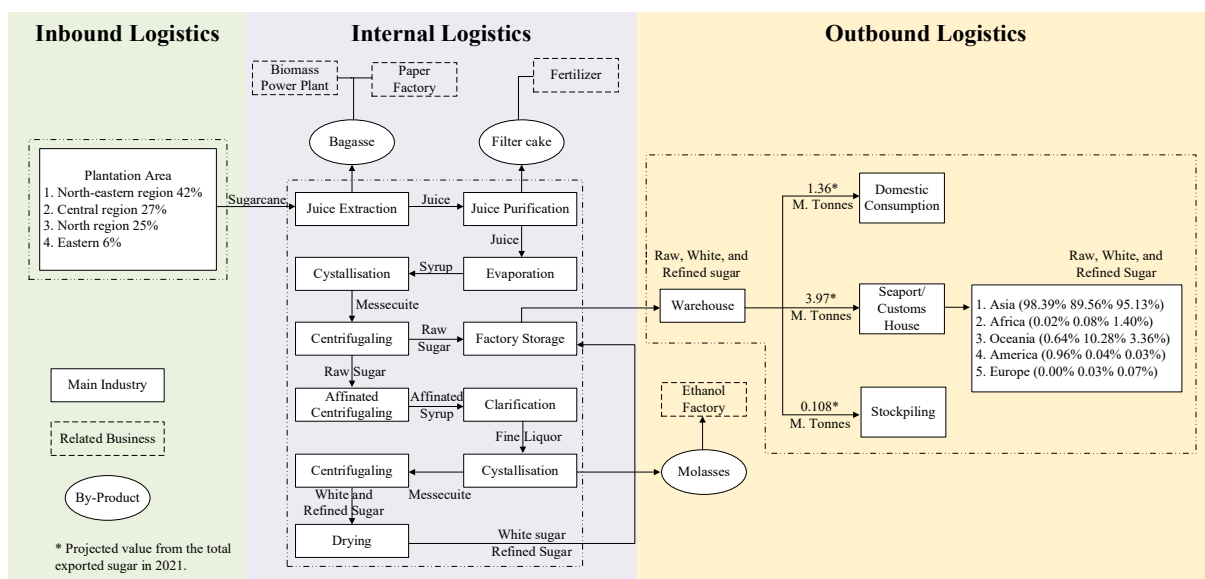 Inbound Logistics
Internal Logistics
Outbound Logistics
Biomass
Power Plant
Paper
Factory
Fertilizer
Bagasse
Filter cake
Plantation Area
1. North-eastern region 42%
2. Central region 27%
3. North region 25%
4. Eastern 6%
Sugarcane
Juice Extraction
Juice
Juice Purification
Juice
Cystallisation
Syrup
Evaporation
Messecuite
Centrifugaling
Raw
Sugar
Factory Storage
Raw Sugar
Affinated
Centrifugaling
Affinated
Syrup
Clarification
Fine Liquor
Centrifugaling
Messecuite
Cystallisation
White and
Refined Sugar
Drying
White sugar
Refined Sugar
Raw, White, and
Refined sugar
Warehouse
1.36*
M. Tonnes
Domestic
Consumption
3.97*
M. Tonnes
Seaport/
Customs
House
0.108*
M. Tonnes
Stockpiling
Raw, White, and
Refined Sugar
1. Asia (98.39% 89.56% 95.13%)
2. Africa (0.02% 0.08% 1.40%)
3. Oceania (0.64% 10.28% 3.36%)
4. America (0.96% 0.04% 0.03%)
5. Europe (0.00% 0.03% 0.07%)
Ethanol
Factory
Molasses
Main Industry
Related Business
By-Product
* Projected value from the total
exported sugar in 2021.